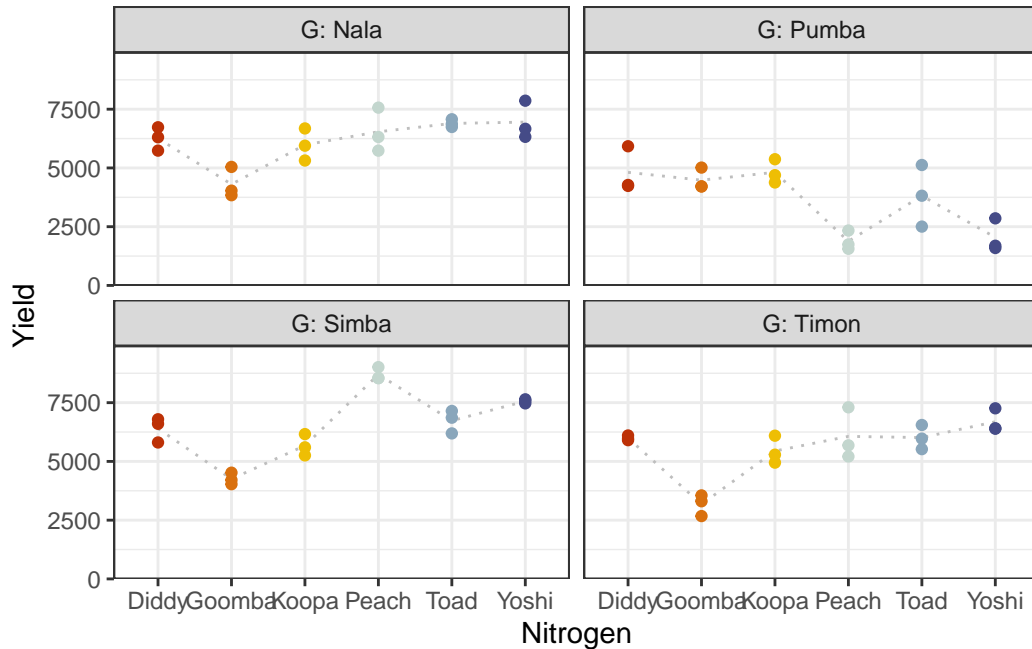 G: Nala
G: Pumba
7500
5000
2500
0
Yield
G: Simba
G: Timon
7500
5000
2500
0
Diddy Goomba Koopa Peach Toad Yoshi
Diddy Goomba Koopa Peach Toad Yoshi
Nitrogen